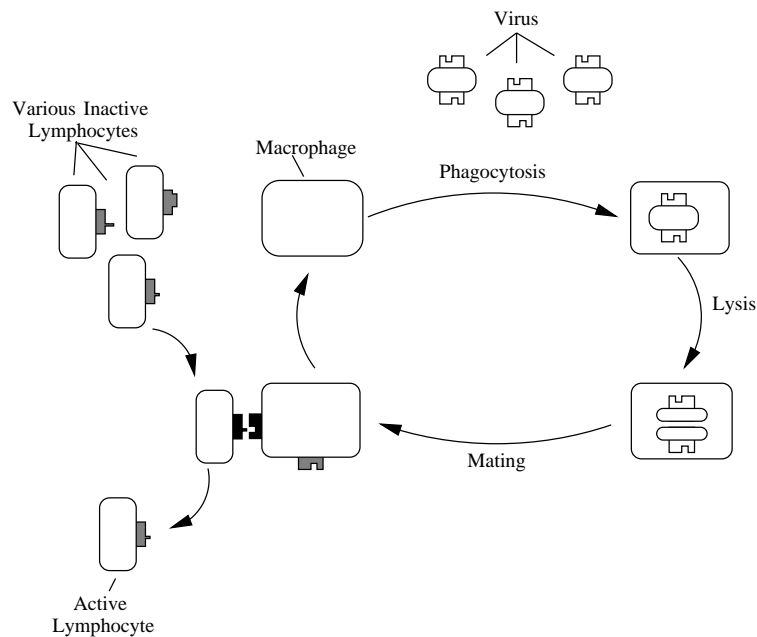 Virus
Various Inactive
Lymphocytes
Macrophage
Phagocytosis
Lysis
Mating
Active
Lymphocyte